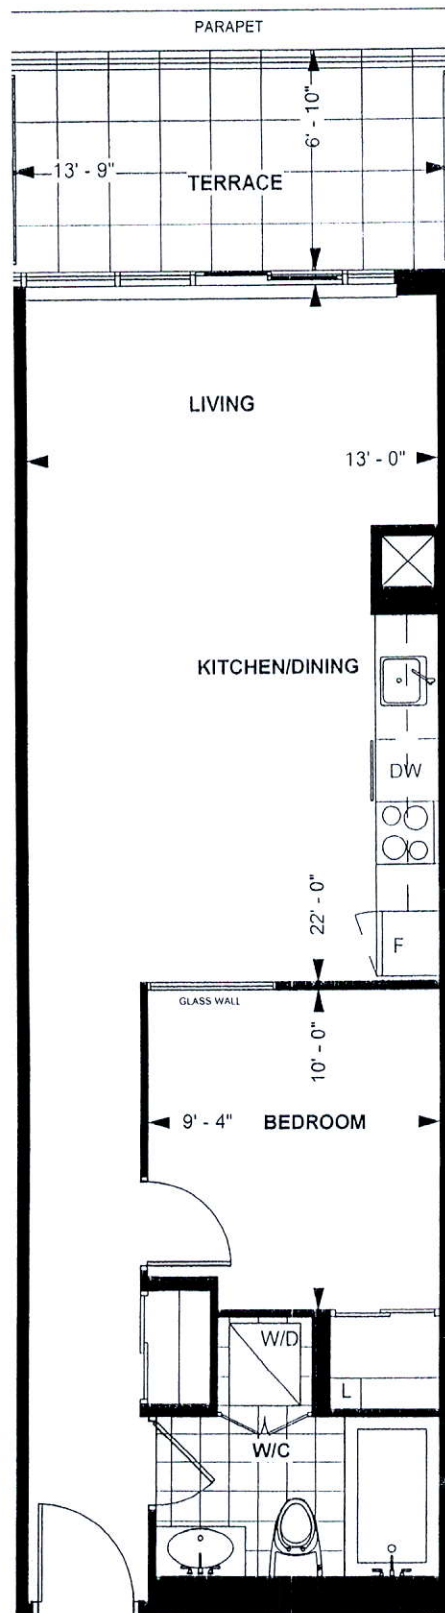 PARAPET
6' - 10"
13' - 9"
TERRACE
LIVING
13' - 0"
KITCHEN/DINING
DW
22' - 0"
F
GLASS WALL
10' - 0"
9' - 4"
BEDROOM
W/D
L
W/C